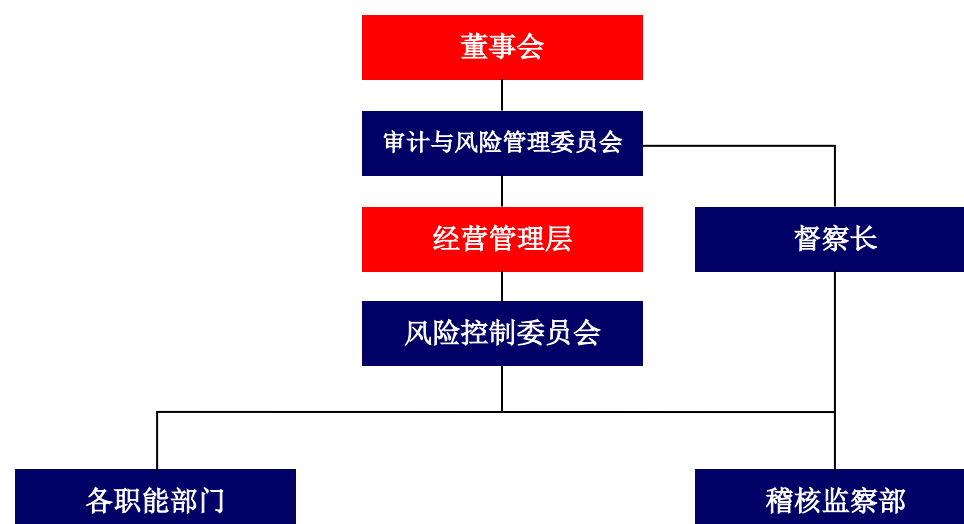 董事会
审计与风险管理委员会
经营管理层
督察长
风险控制委员会
各职能部门
稽核监察部